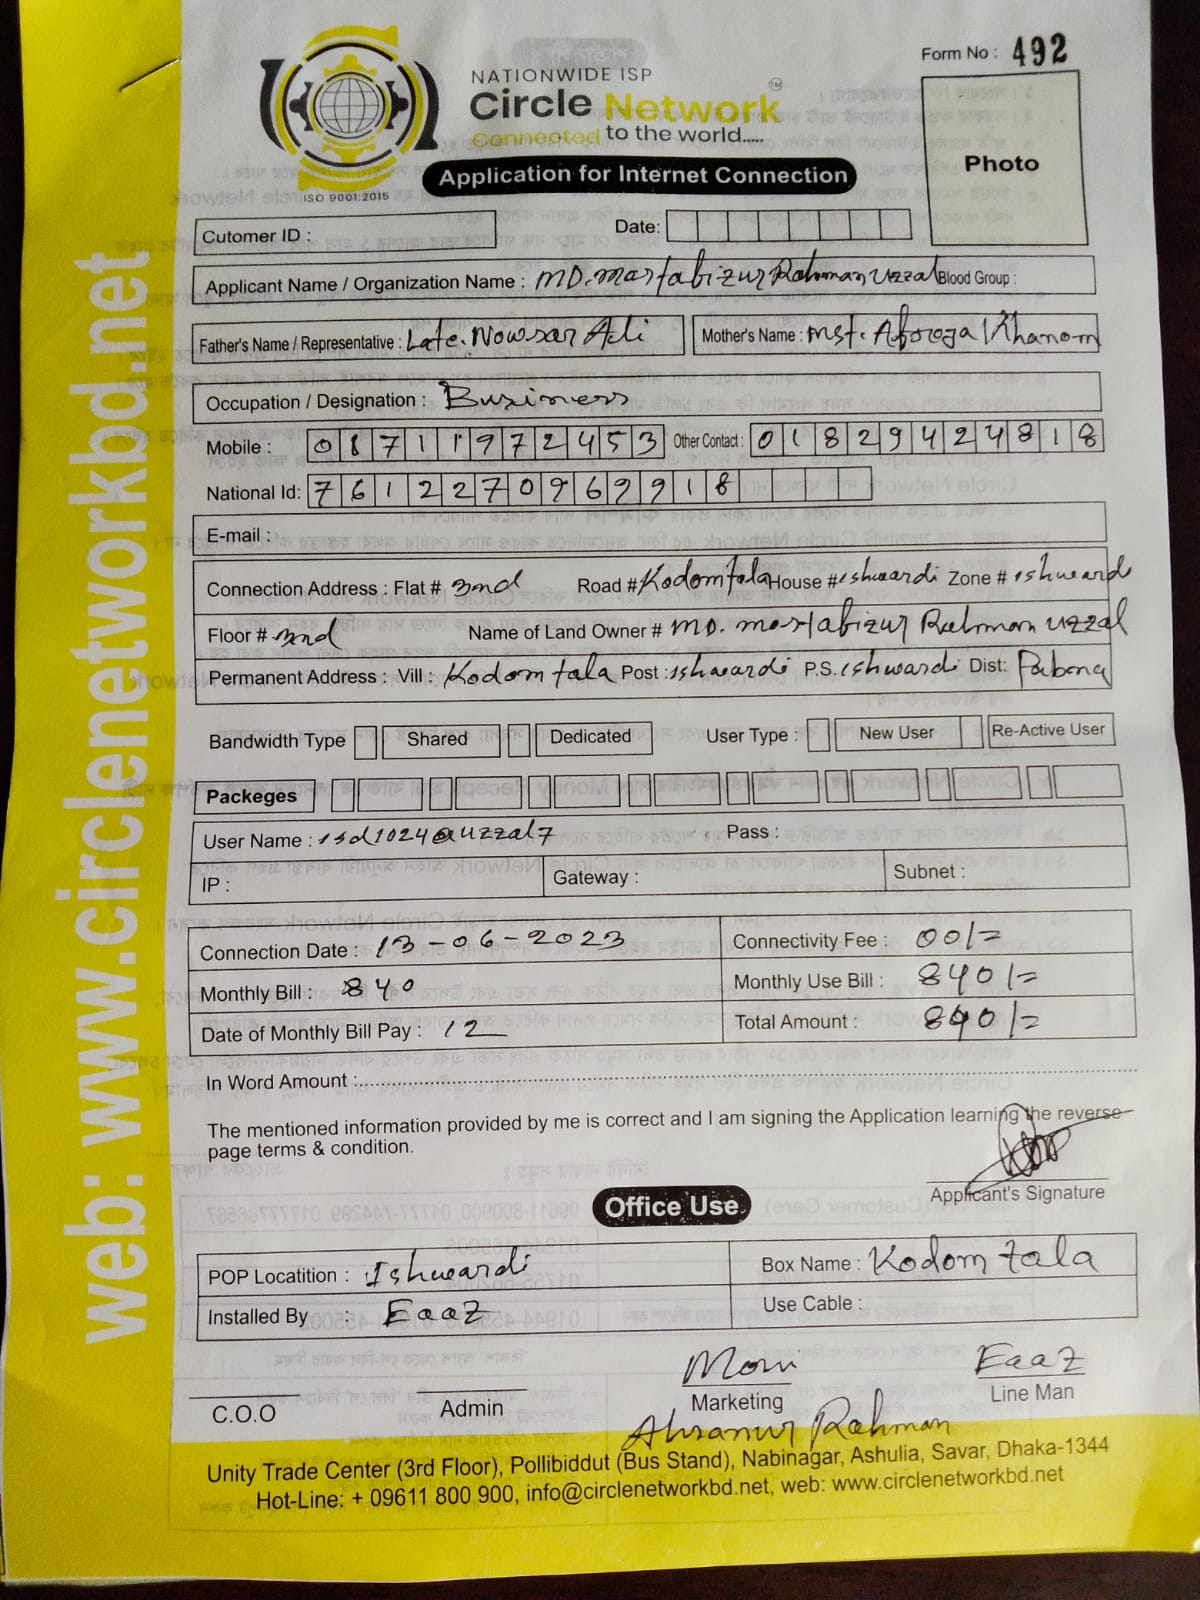 Form No : 492
NATIONWIDE ISP
Circle Network TM
Connected to the world.....
ISO 9001:2015
Application for Internet Connection
Photo
Cutomer ID :
Date:
Applicant Name / Organization Name : MD. mostafizur Rahman Uzzal Blood Group :
Father's Name / Representative : Late. Nowsar Ali Mother's Name : mst. Khanom
Occupation / Designation : Business
Mobile : 01711972453 Other Contact : 01829424818
National Id: 7612270969918
E-mail :
Connection Address : Flat # 2nd Road # Kodomtala House # ishwardi Zone # ishwardi
Floor # 2nd Name of Land Owner # MD. mostafizur Rahman uzzal
Permanent Address : Vill : Kodom tala Post : ishwardi P.S. ishwardi Dist: Pabna
Bandwidth Type Shared Dedicated User Type : New User Re-Active User
Packeges
User Name : isd1024@uzzal7 Pass :
IP : Gateway : Subnet :
Connection Date : 13-06-2023 Connectivity Fee : 00/=
Monthly Bill : 840 Monthly Use Bill : 840/=
Date of Monthly Bill Pay : 12 Total Amount : 840/=
In Word Amount :
The mentioned information provided by me is correct and I am signing the Application learning the reverse
page terms & condition.
Applicant's Signature
Office Use
POP Locatition : Ishwardi Box Name : Kodom tala
Installed By : EaaZ Use Cable :
Mom EaaZ
C.O.O Admin Marketing Line Man
Ahsanur Rahman
Unity Trade Center (3rd Floor), Pollibiddut (Bus Stand), Nabinagar, Ashulia, Savar, Dhaka-1344
Hot-Line: + 09611 800 900, info@circlenetworkbd.net, web: www.circlenetworkbd.net
web: www.circlenetworkbd.net